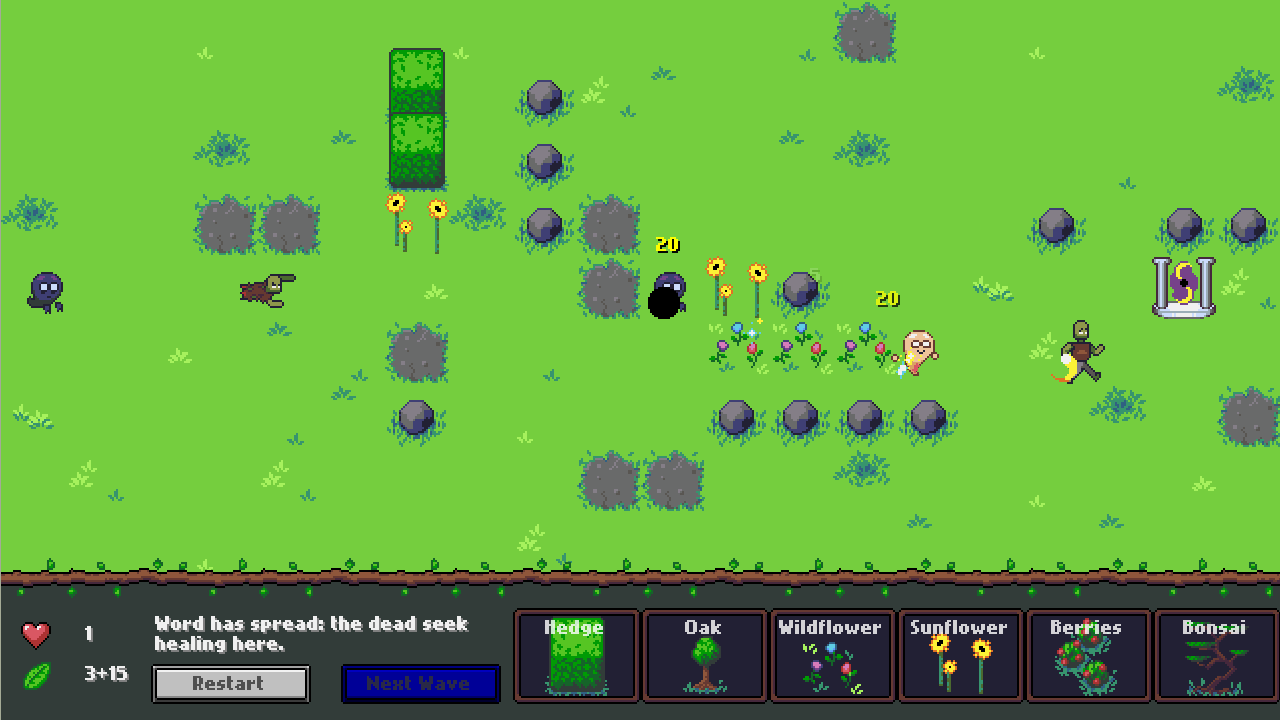 20
20
1
Word has spread: the dead seek
healing here.
3+15
Restart
Next Wave
Hedge
Oak
Wildflower
Sunflower
Berries
Bonsai